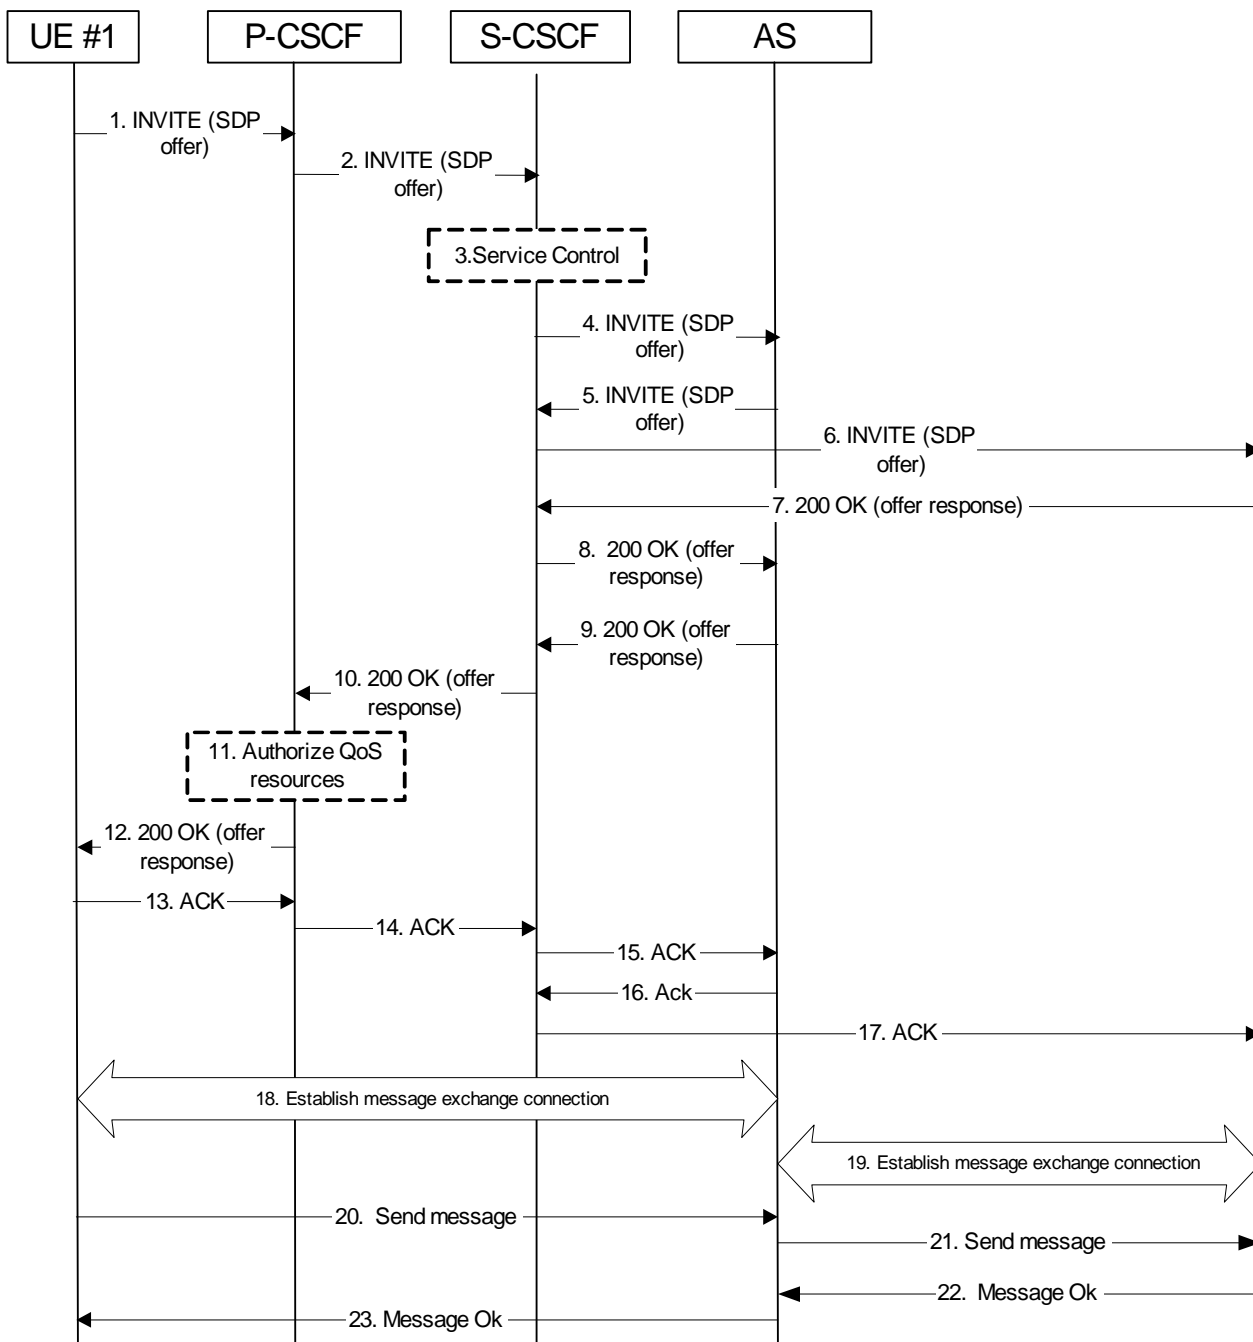 UE #1
P-CSCF
S-CSCF
AS
1. INVITE (SDP
offer)
2. INVITE (SDP
offer)
3.Service Control
4. INVITE (SDP
offer)
5. INVITE (SDP
offer)
6. INVITE (SDP
offer)
7. 200 OK (offer response)
8.  200 OK (offer
response)
9. 200 OK (offer
response)
10. 200 OK (offer
response)
11. Authorize QoS
resources
12. 200 OK (offer
response)
13. ACK
14. ACK
15. ACK
16. Ack
17. ACK
18. Establish message exchange connection
19. Establish message exchange connection
20.  Send message
21. Send message
22.  Message Ok
23. Message Ok